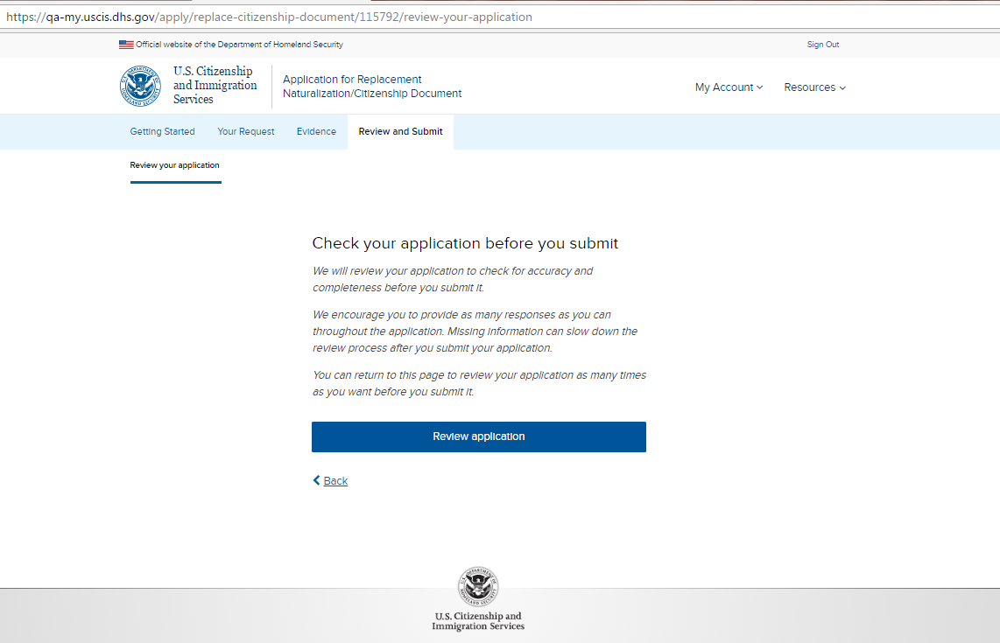 https://qa-my.uscis.dhs.gov/apply/replace-citizenship-document/115792/review-your-application
Official website of the Department of Homeland Security
Sign Out
U.S. Citizenship
and Immigration
Services
Application for Replacement
Naturalization/Citizenship Document
My Account
Resources
Getting Started
Your Request
Evidence
Review and Submit
Review your application
Check your application before you submit
We will review your application to check for accuracy and
completeness before you submit it.
We encourage you to provide as many responses as you can
throughout the application. Missing information can slow down the
review process after you submit your application.
You can return to this page to review your application as many times
as you want before you submit it.
Review application
Back
U.S. Citizenship and
Immigration Services